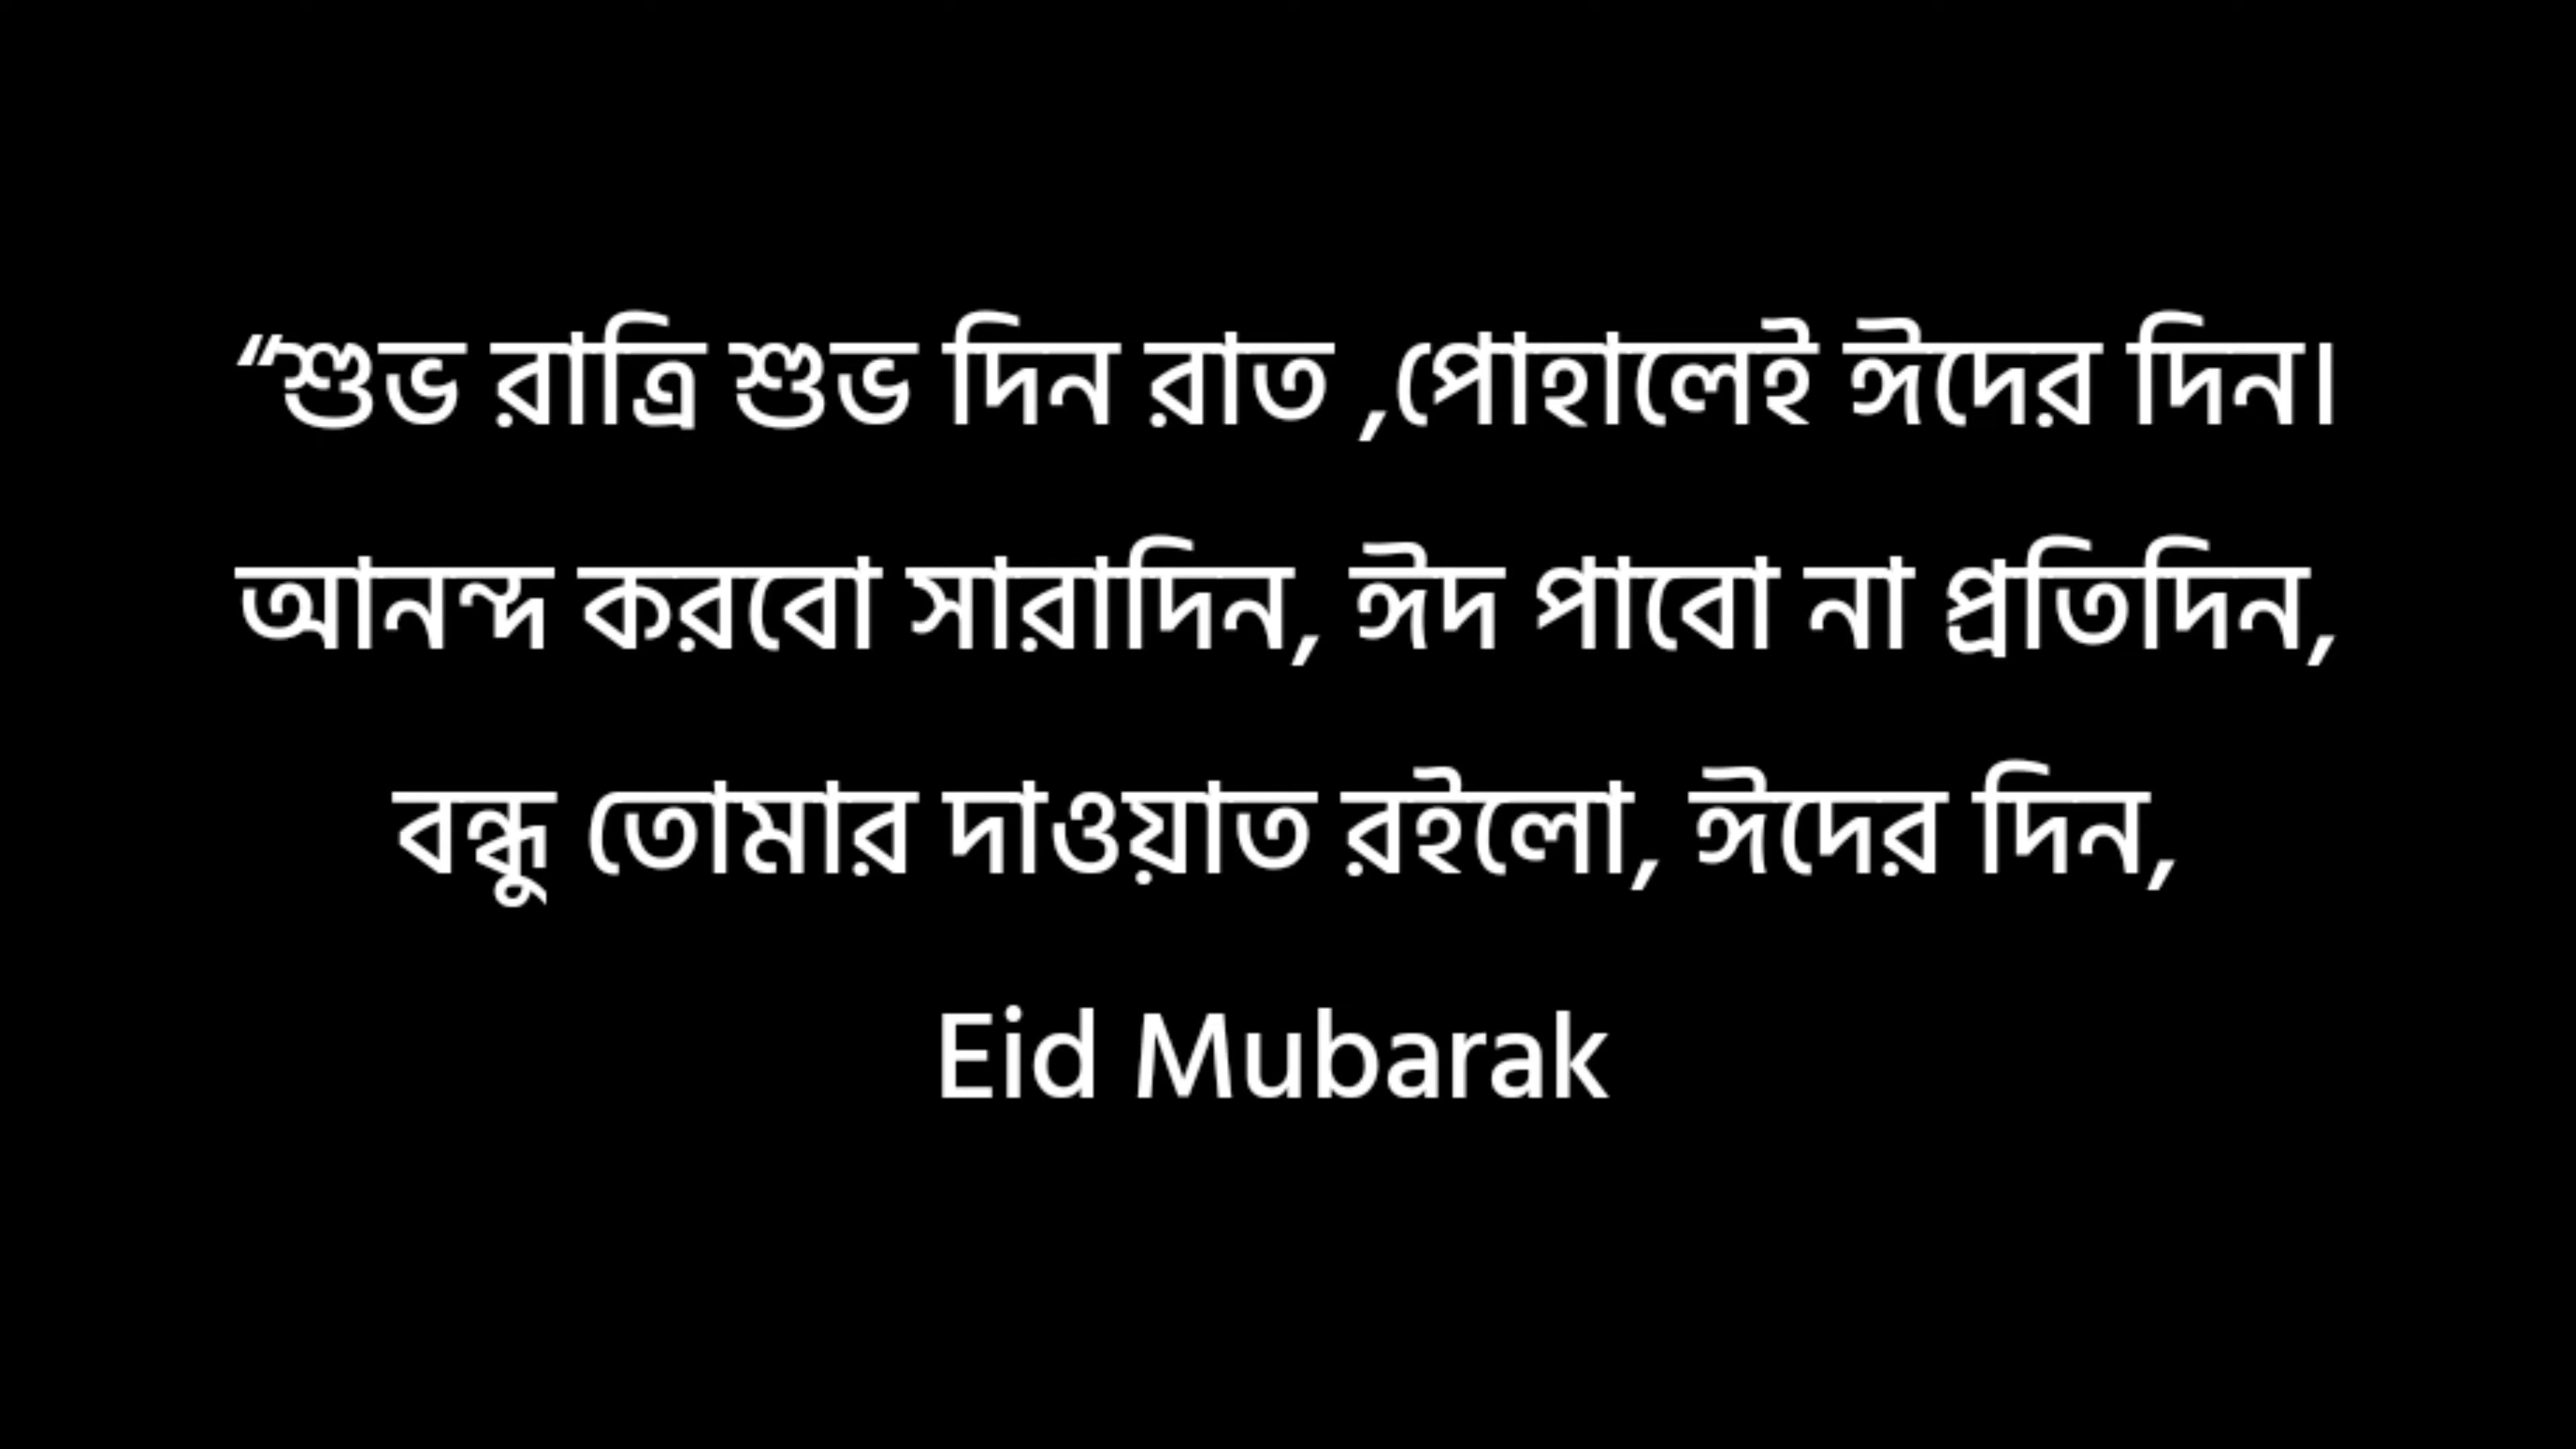 “শুভ রাত্রি শুভ দিন রাত ,পোহালেই ঈদের দিন।
আনন্দ করবো সারাদিন, ঈদ পাবো না প্রতিদিন,
বন্ধু তোমার দাওয়াত রইলো, ঈদের দিন,
Eid Mubarak